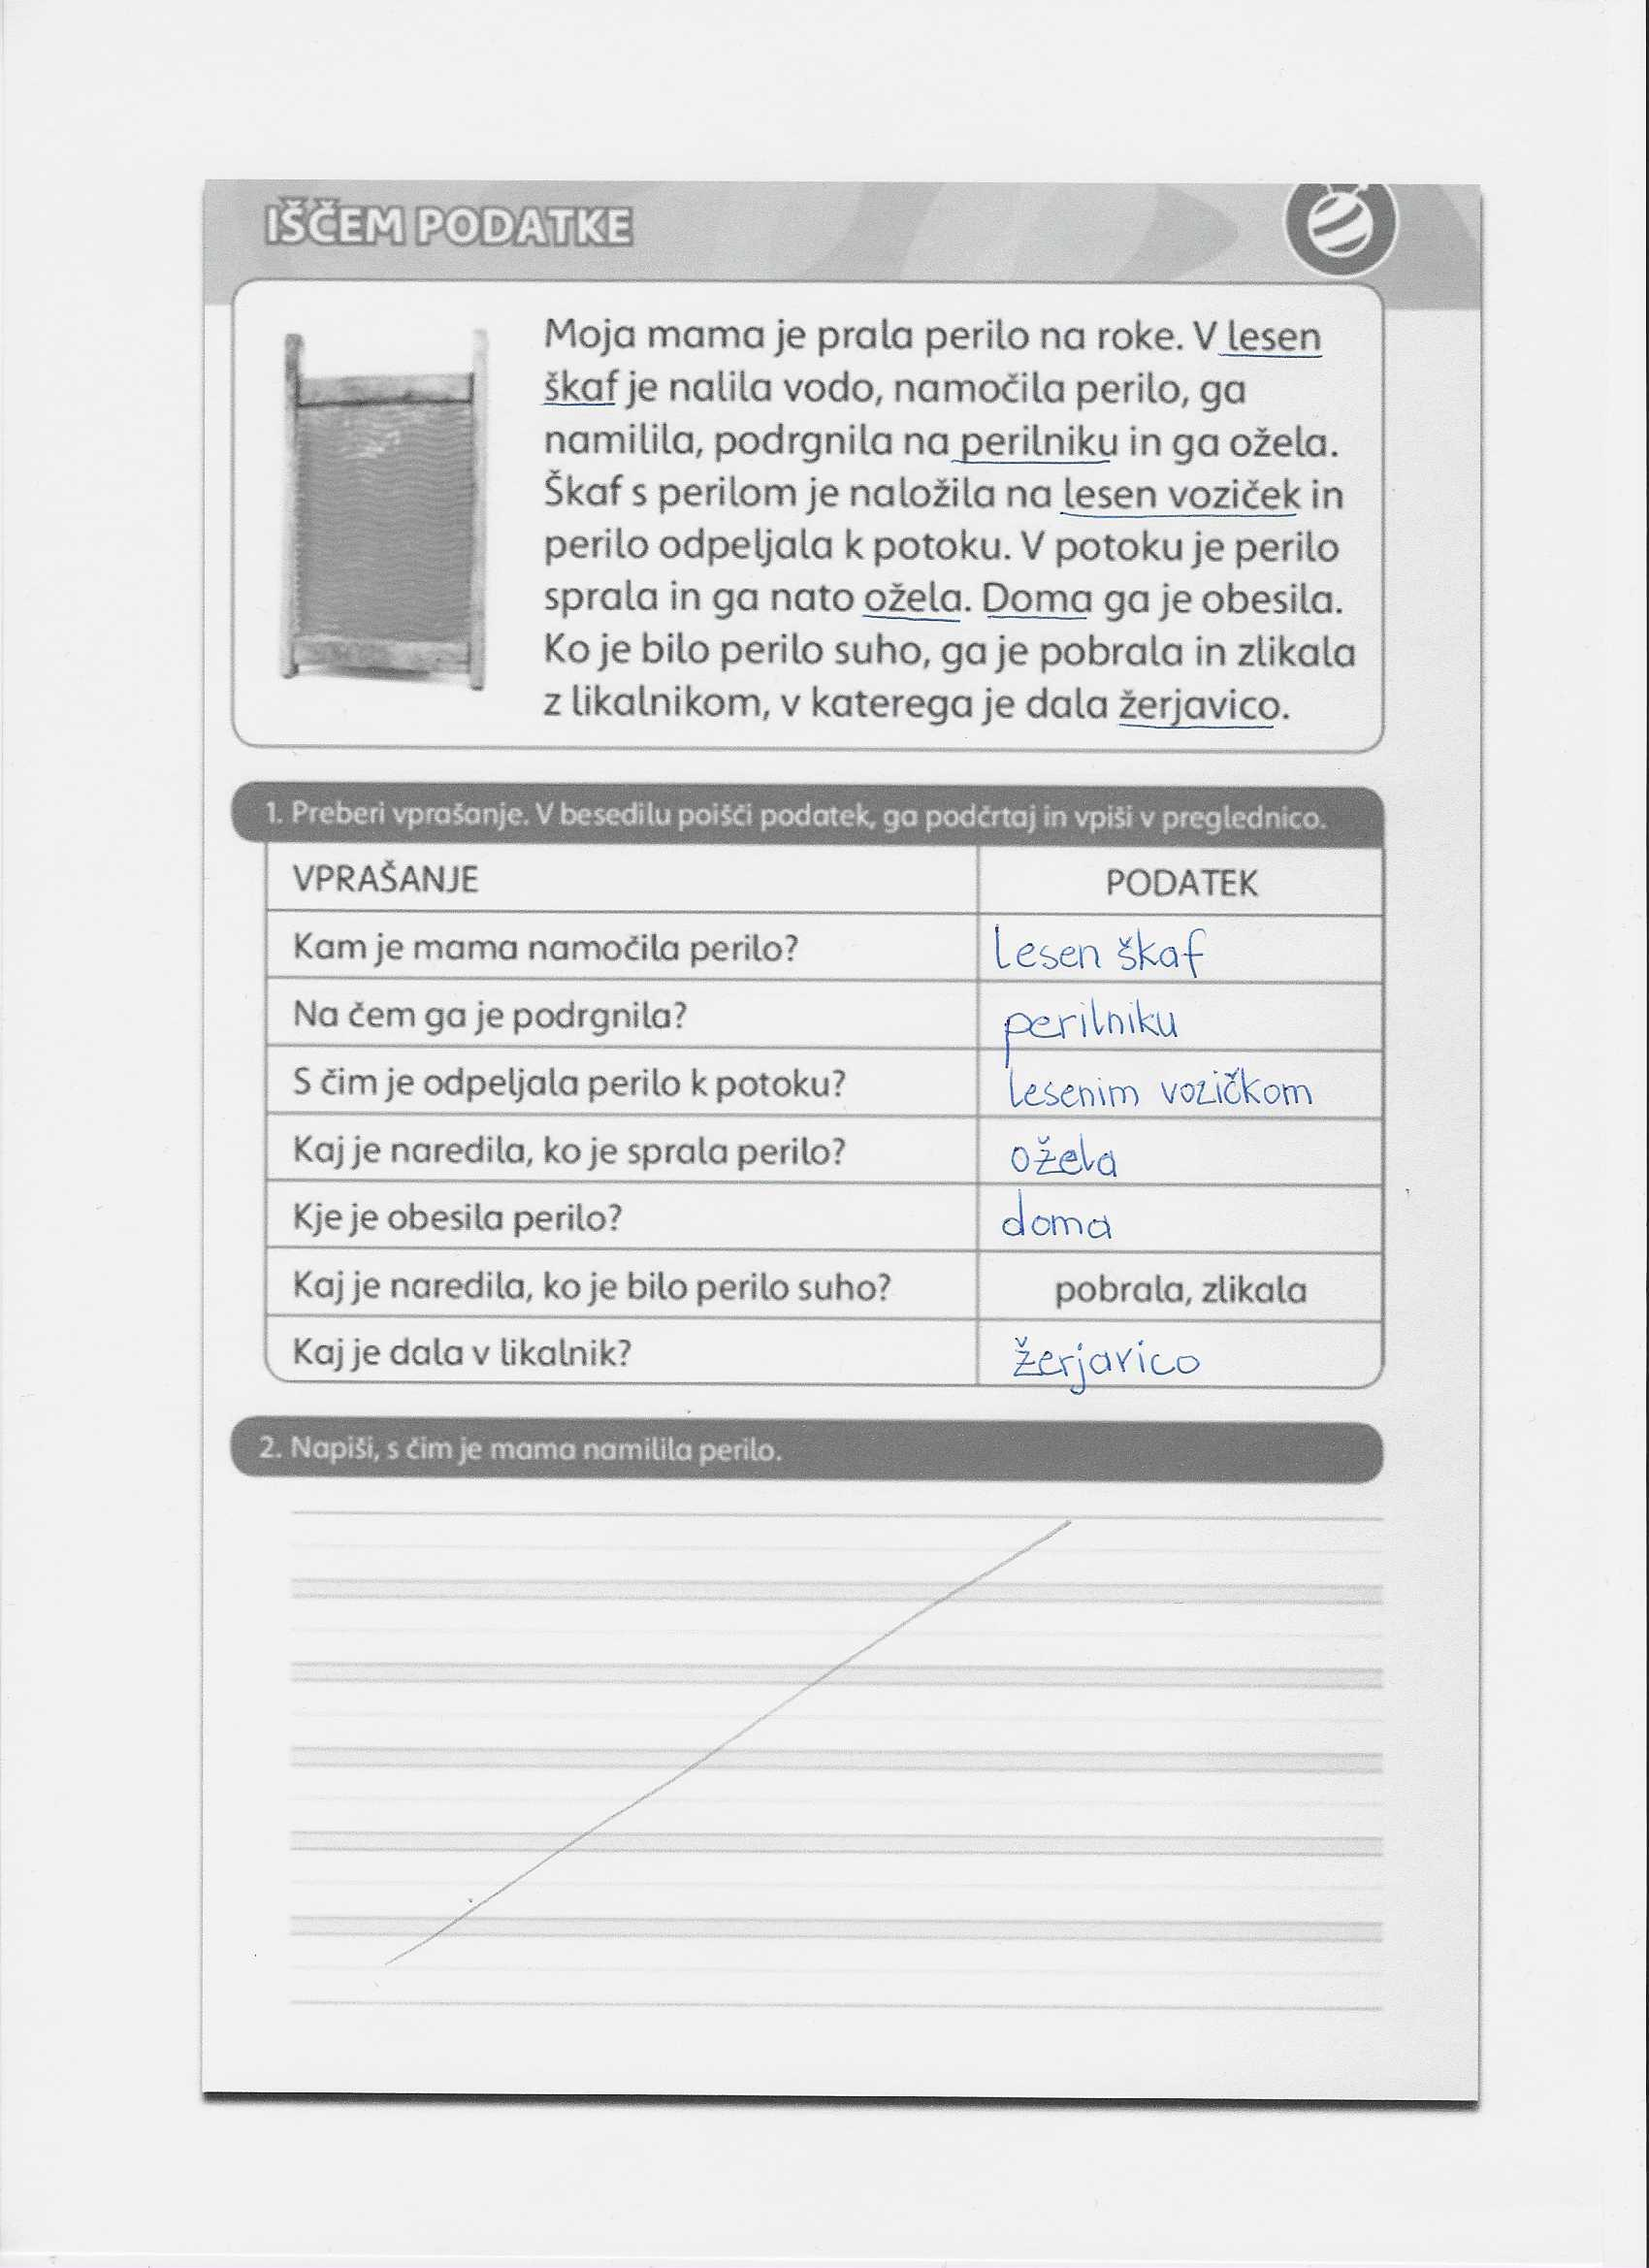 IŠČEM PODATKE
Moja mama je prala perilo na roke. V lesen
škaf je nalila vodo, namočila perilo, ga
namilila, podrgnila na perilniku in ga ožela.
Škaf s perilom je naložila na lesen voziček in
perilo odpeljala k potoku. V potoku je perilo
sprala in ga nato ožela. Doma ga je obesila.
Ko je bilo perilo suho, ga je pobrala in zlikala
z likalnikom, v katerega je dala žerjavico.
1. Preberi vprašanje. V besedilu poišči podatek, ga podčrtaj in vpiši v preglednico.
VPRAŠANJE PODATEK
Kam je mama namočila perilo? lesen škaf
Na čem ga je podrgnila? perilniku
S čim je odpeljala perilo k potoku? lesenim vozičkom
Kaj je naredila, ko je sprala perilo? ožela
Kje je obesila perilo? doma
Kaj je naredila, ko je bilo perilo suho? pobrala, zlikala
Kaj je dala v likalnik? žerjavico
2. Napiši, s čim je mama namilila perilo.